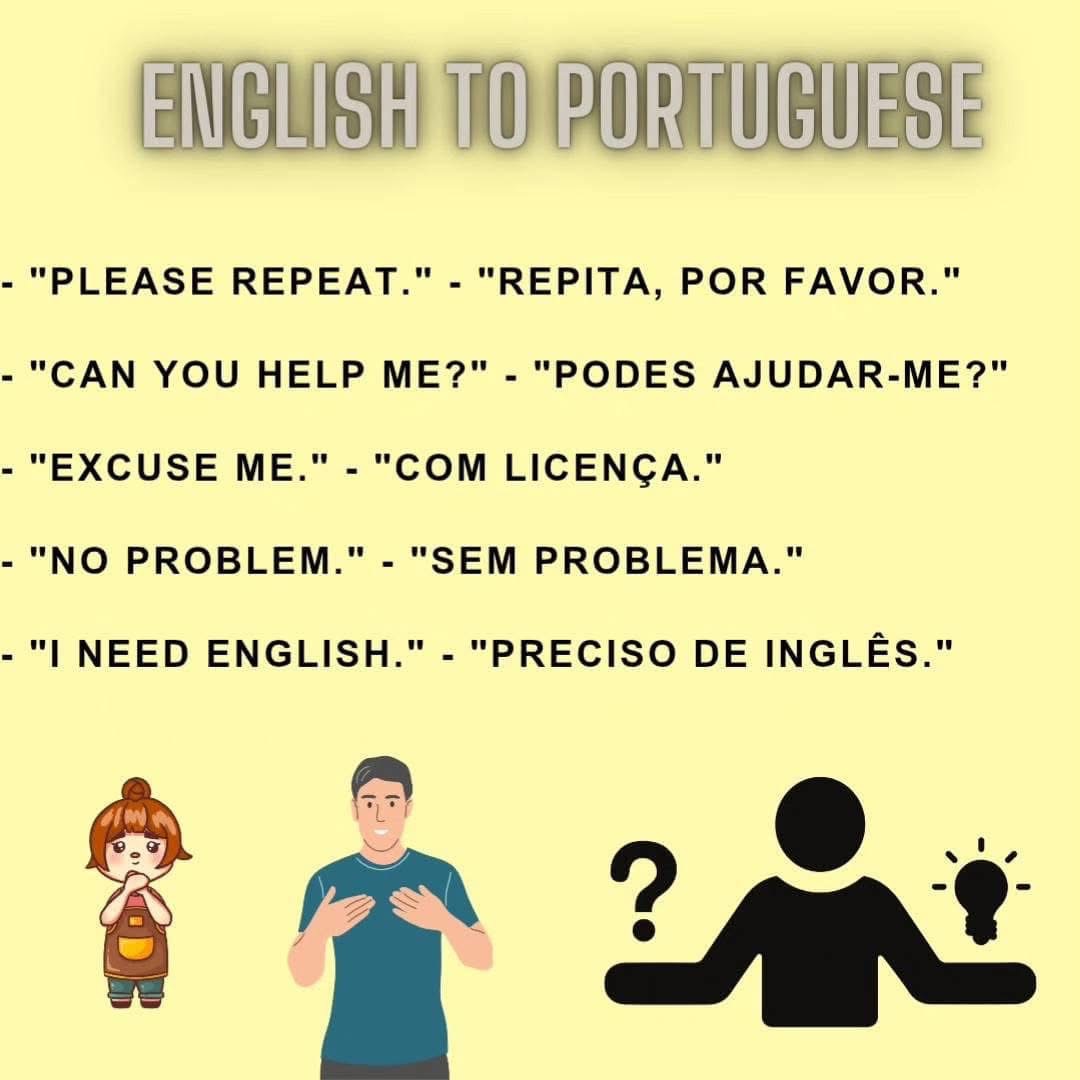 ENGLISH TO PORTUGUESE
- "PLEASE REPEAT." - "REPITA, POR FAVOR."
- "CAN YOU HELP ME?" - "PODES AJUDAR-ME?"
- "EXCUSE ME." - "COM LICENÇA."
- "NO PROBLEM." - "SEM PROBLEMA."
- "I NEED ENGLISH." - "PRECISO DE INGLÊS."
?